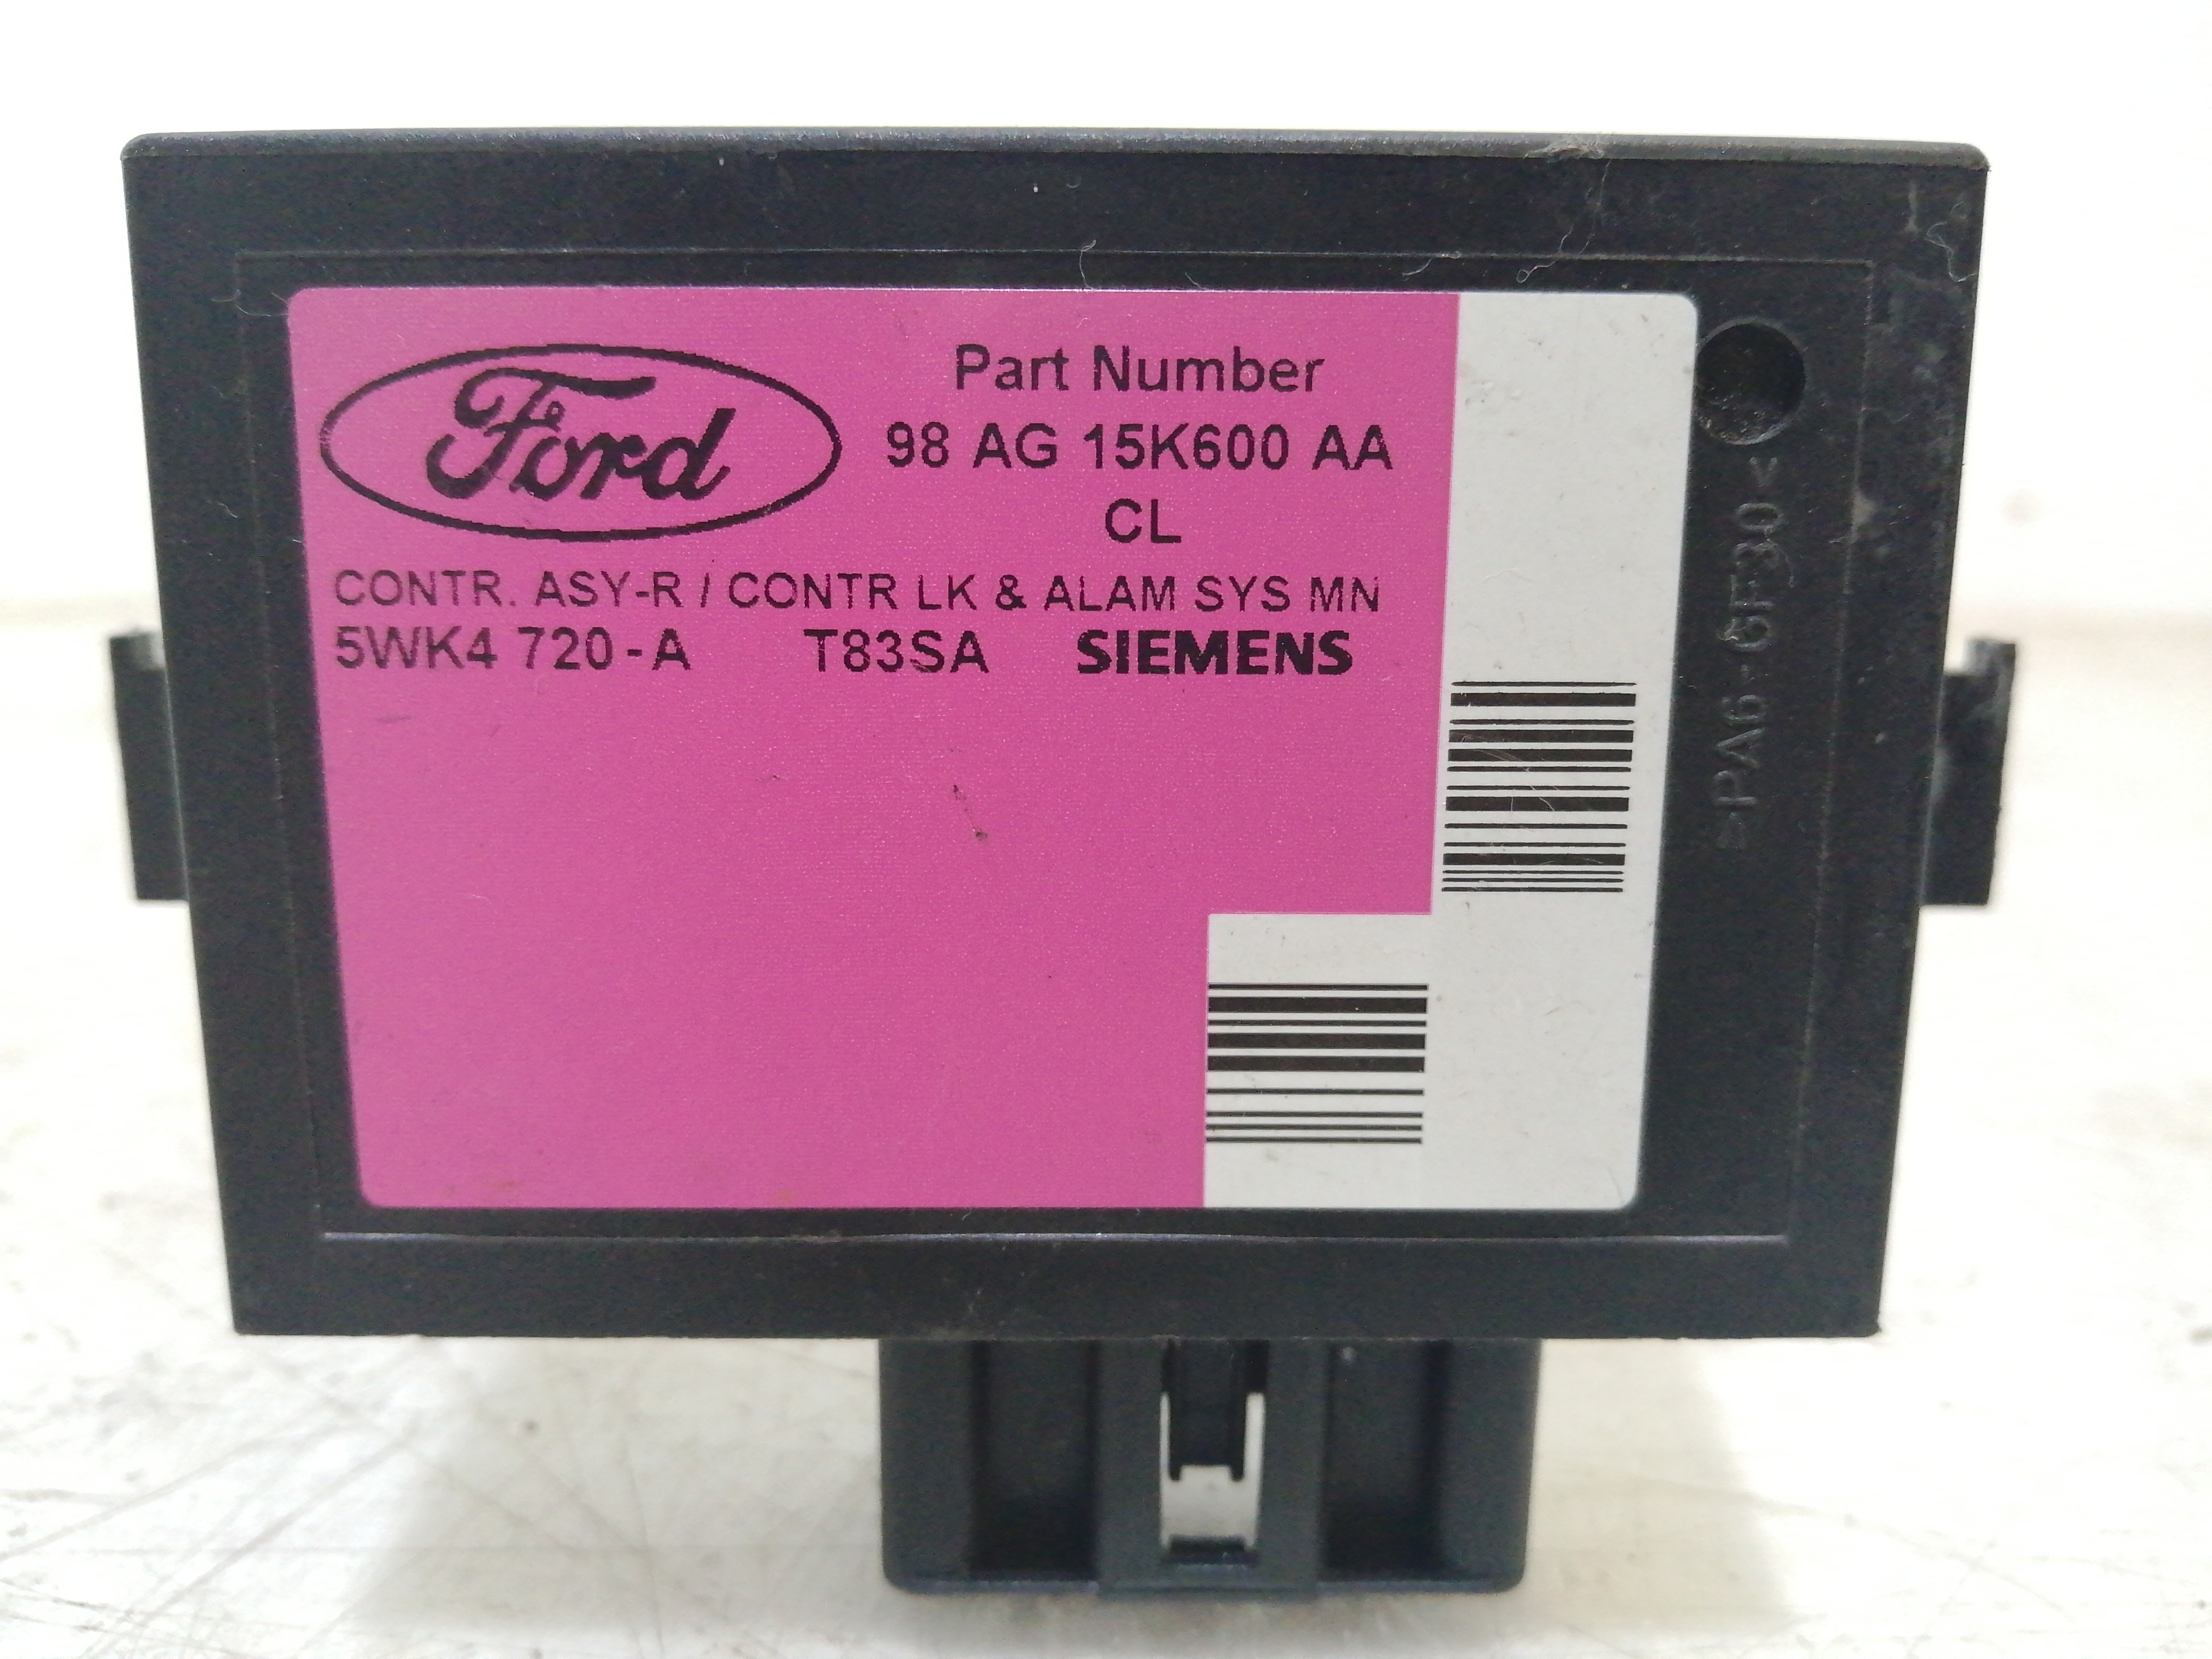 Ford
Part Number
98 AG 15K600 AA
CL
CONTR. ASY-R / CONTR LK & ALAM SYS MN
5WK4 720-A T83SA SIEMENS
>PA6-GF30<